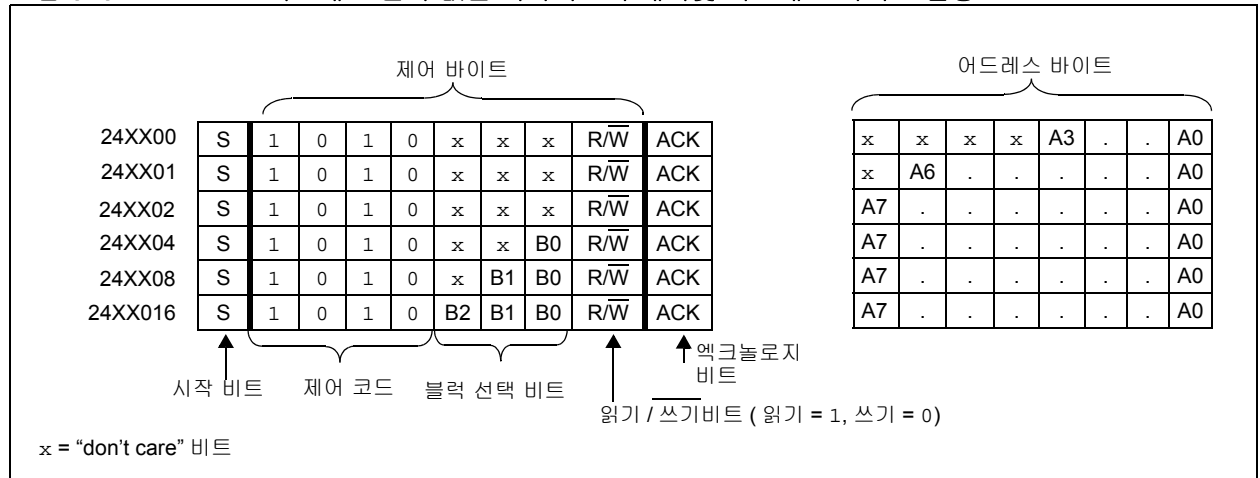 제어 바이트
어드레스 바이트
24XX00 S 1 0 1 0 x x x R/W ACK x x x x A3 . . A0
24XX01 S 1 0 1 0 x x x R/W ACK x A6 . . . . . A0
24XX02 S 1 0 1 0 x x x R/W ACK A7 . . . . . . A0
24XX04 S 1 0 1 0 x x B0 R/W ACK A7 . . . . . . A0
24XX08 S 1 0 1 0 x B1 B0 R/W ACK A7 . . . . . . A0
24XX016 S 1 0 1 0 B2 B1 B0 R/W ACK A7 . . . . . . A0
시작 비트
제어 코드
블럭 선택 비트
엑크놀로지
비트
읽기 / 쓰기비트 ( 읽기 = 1, 쓰기 = 0)
x = “don’t care” 비트